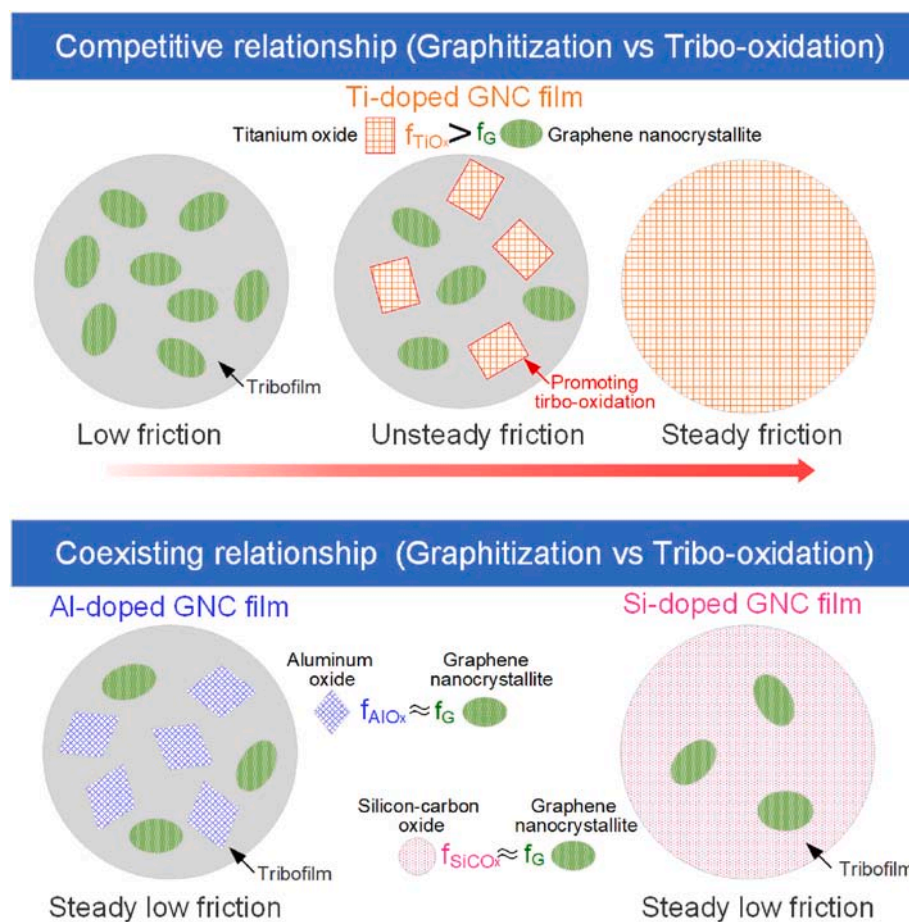 Competitive relationship (Graphitization vs Tribo-oxidation)
Ti-doped GNC film
Titanium oxide fTiOx > fG Graphene nanocrystallite
Tribofilm
Promoting
tirbo-oxidation
Low friction
Unsteady friction
Steady friction
Coexisting relationship (Graphitization vs Tribo-oxidation)
Al-doped GNC film
Si-doped GNC film
Aluminum
oxide
Graphene
nanocrystallite
fAlOx ≈ fG
Silicon-carbon
oxide
Graphene
nanocrystallite
fSiCOx ≈ fG
Tribofilm
Tribofilm
Steady low friction
Steady low friction